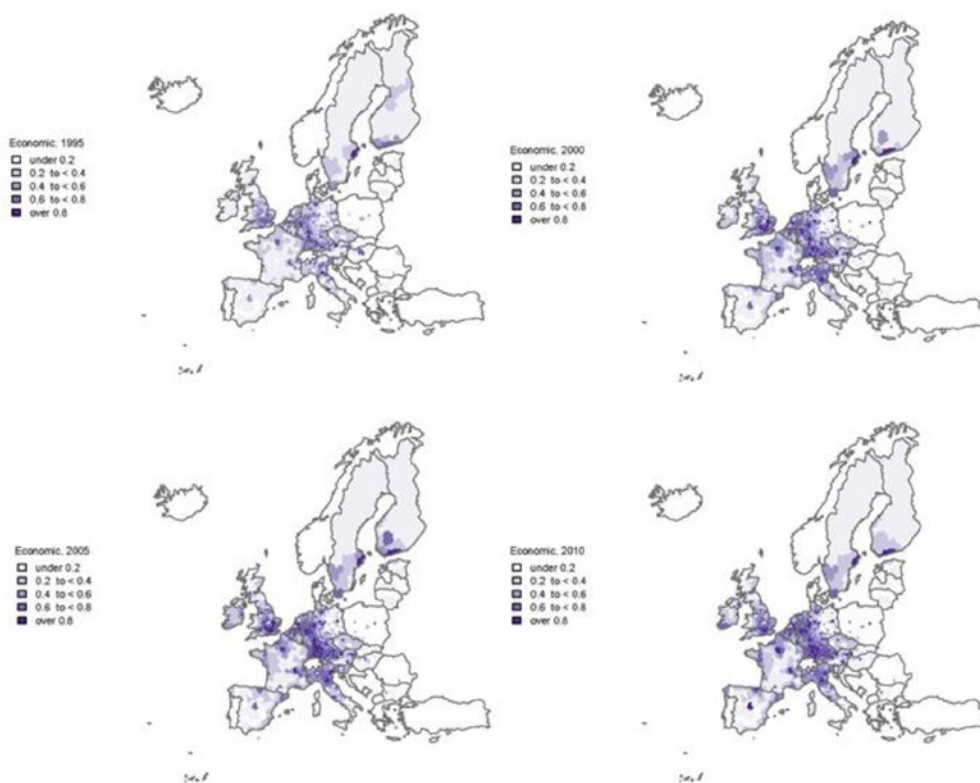 Economic, 1995
under 0.2
0.2 to < 0.4
0.4 to < 0.6
0.6 to < 0.8
over 0.8
Economic, 2000
under 0.2
0.2 to < 0.4
0.4 to < 0.6
0.6 to < 0.8
over 0.8
Economic, 2005
under 0.2
0.2 to < 0.4
0.4 to < 0.6
0.6 to < 0.8
over 0.8
Economic, 2010
under 0.2
0.2 to < 0.4
0.4 to < 0.6
0.6 to < 0.8
over 0.8